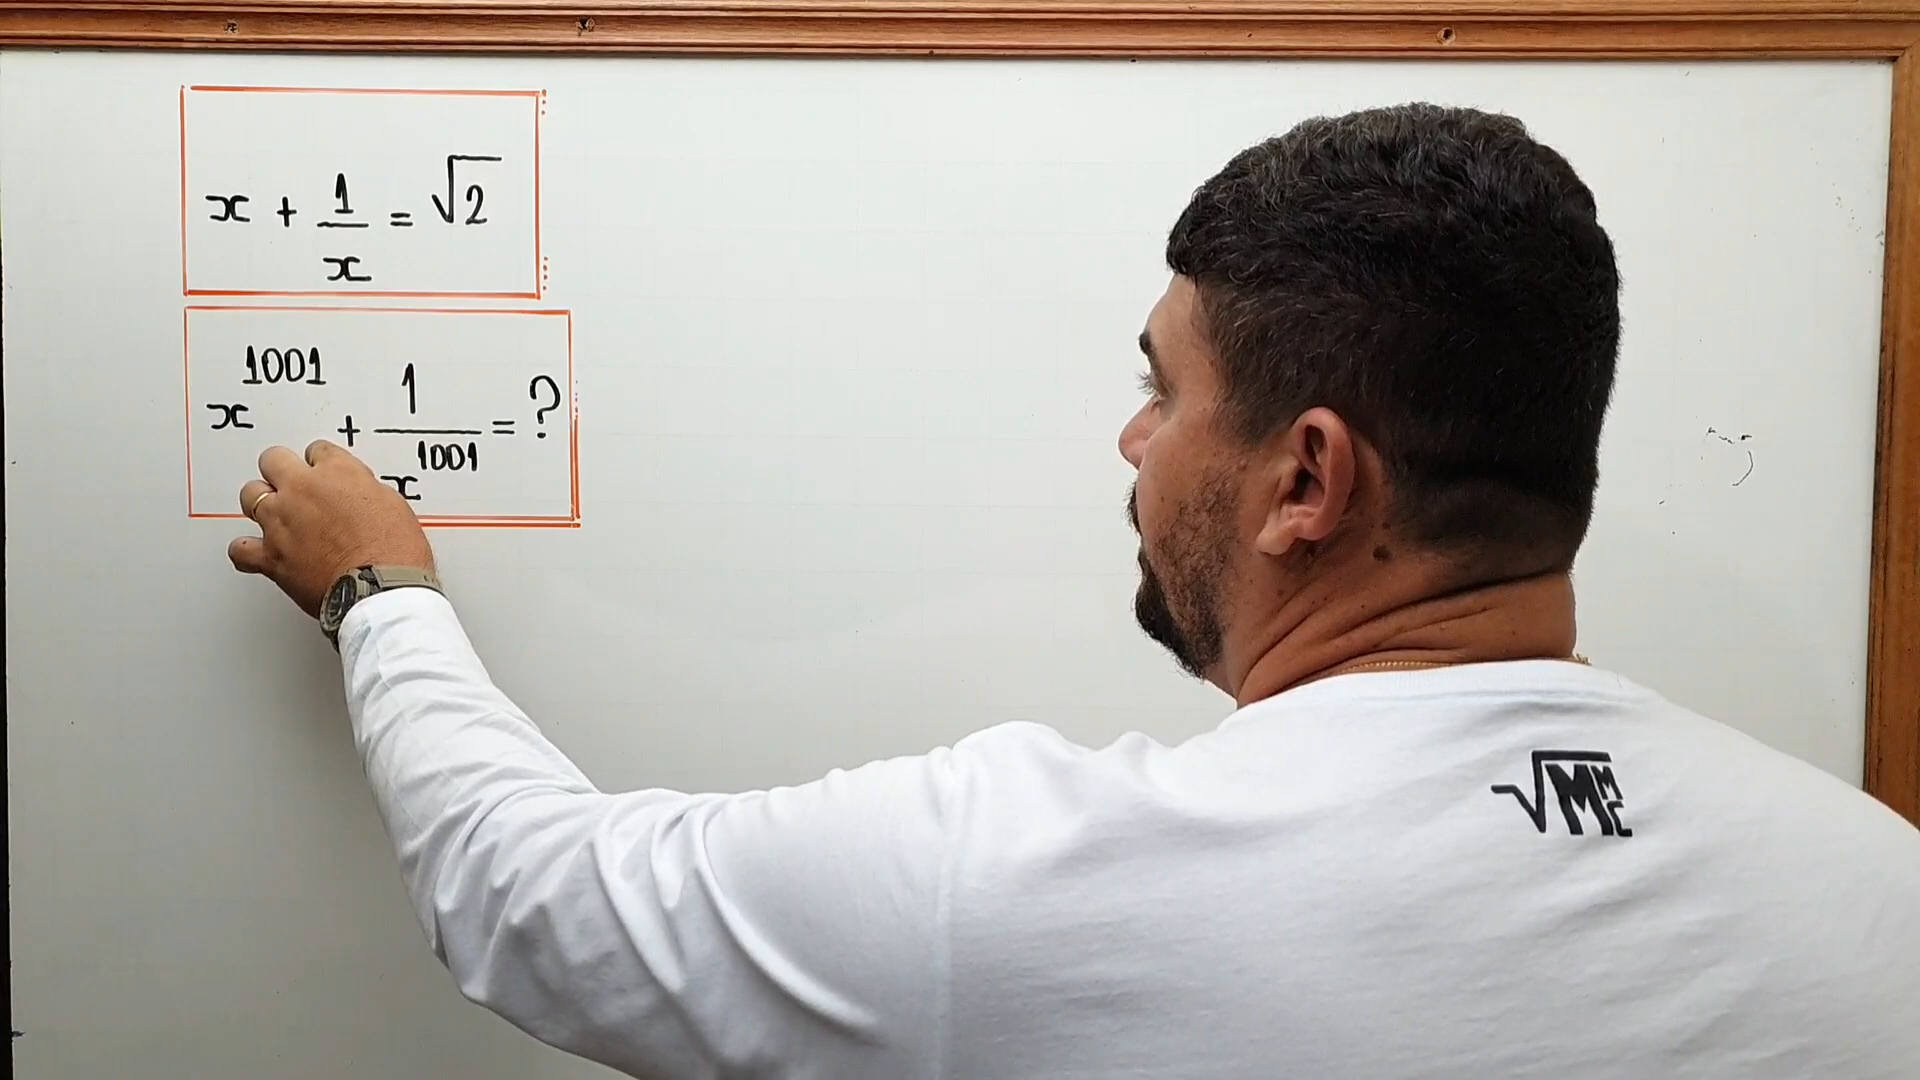 x + 1/x = √2
x^1001 + 1/x^1001 = ?
√MMC